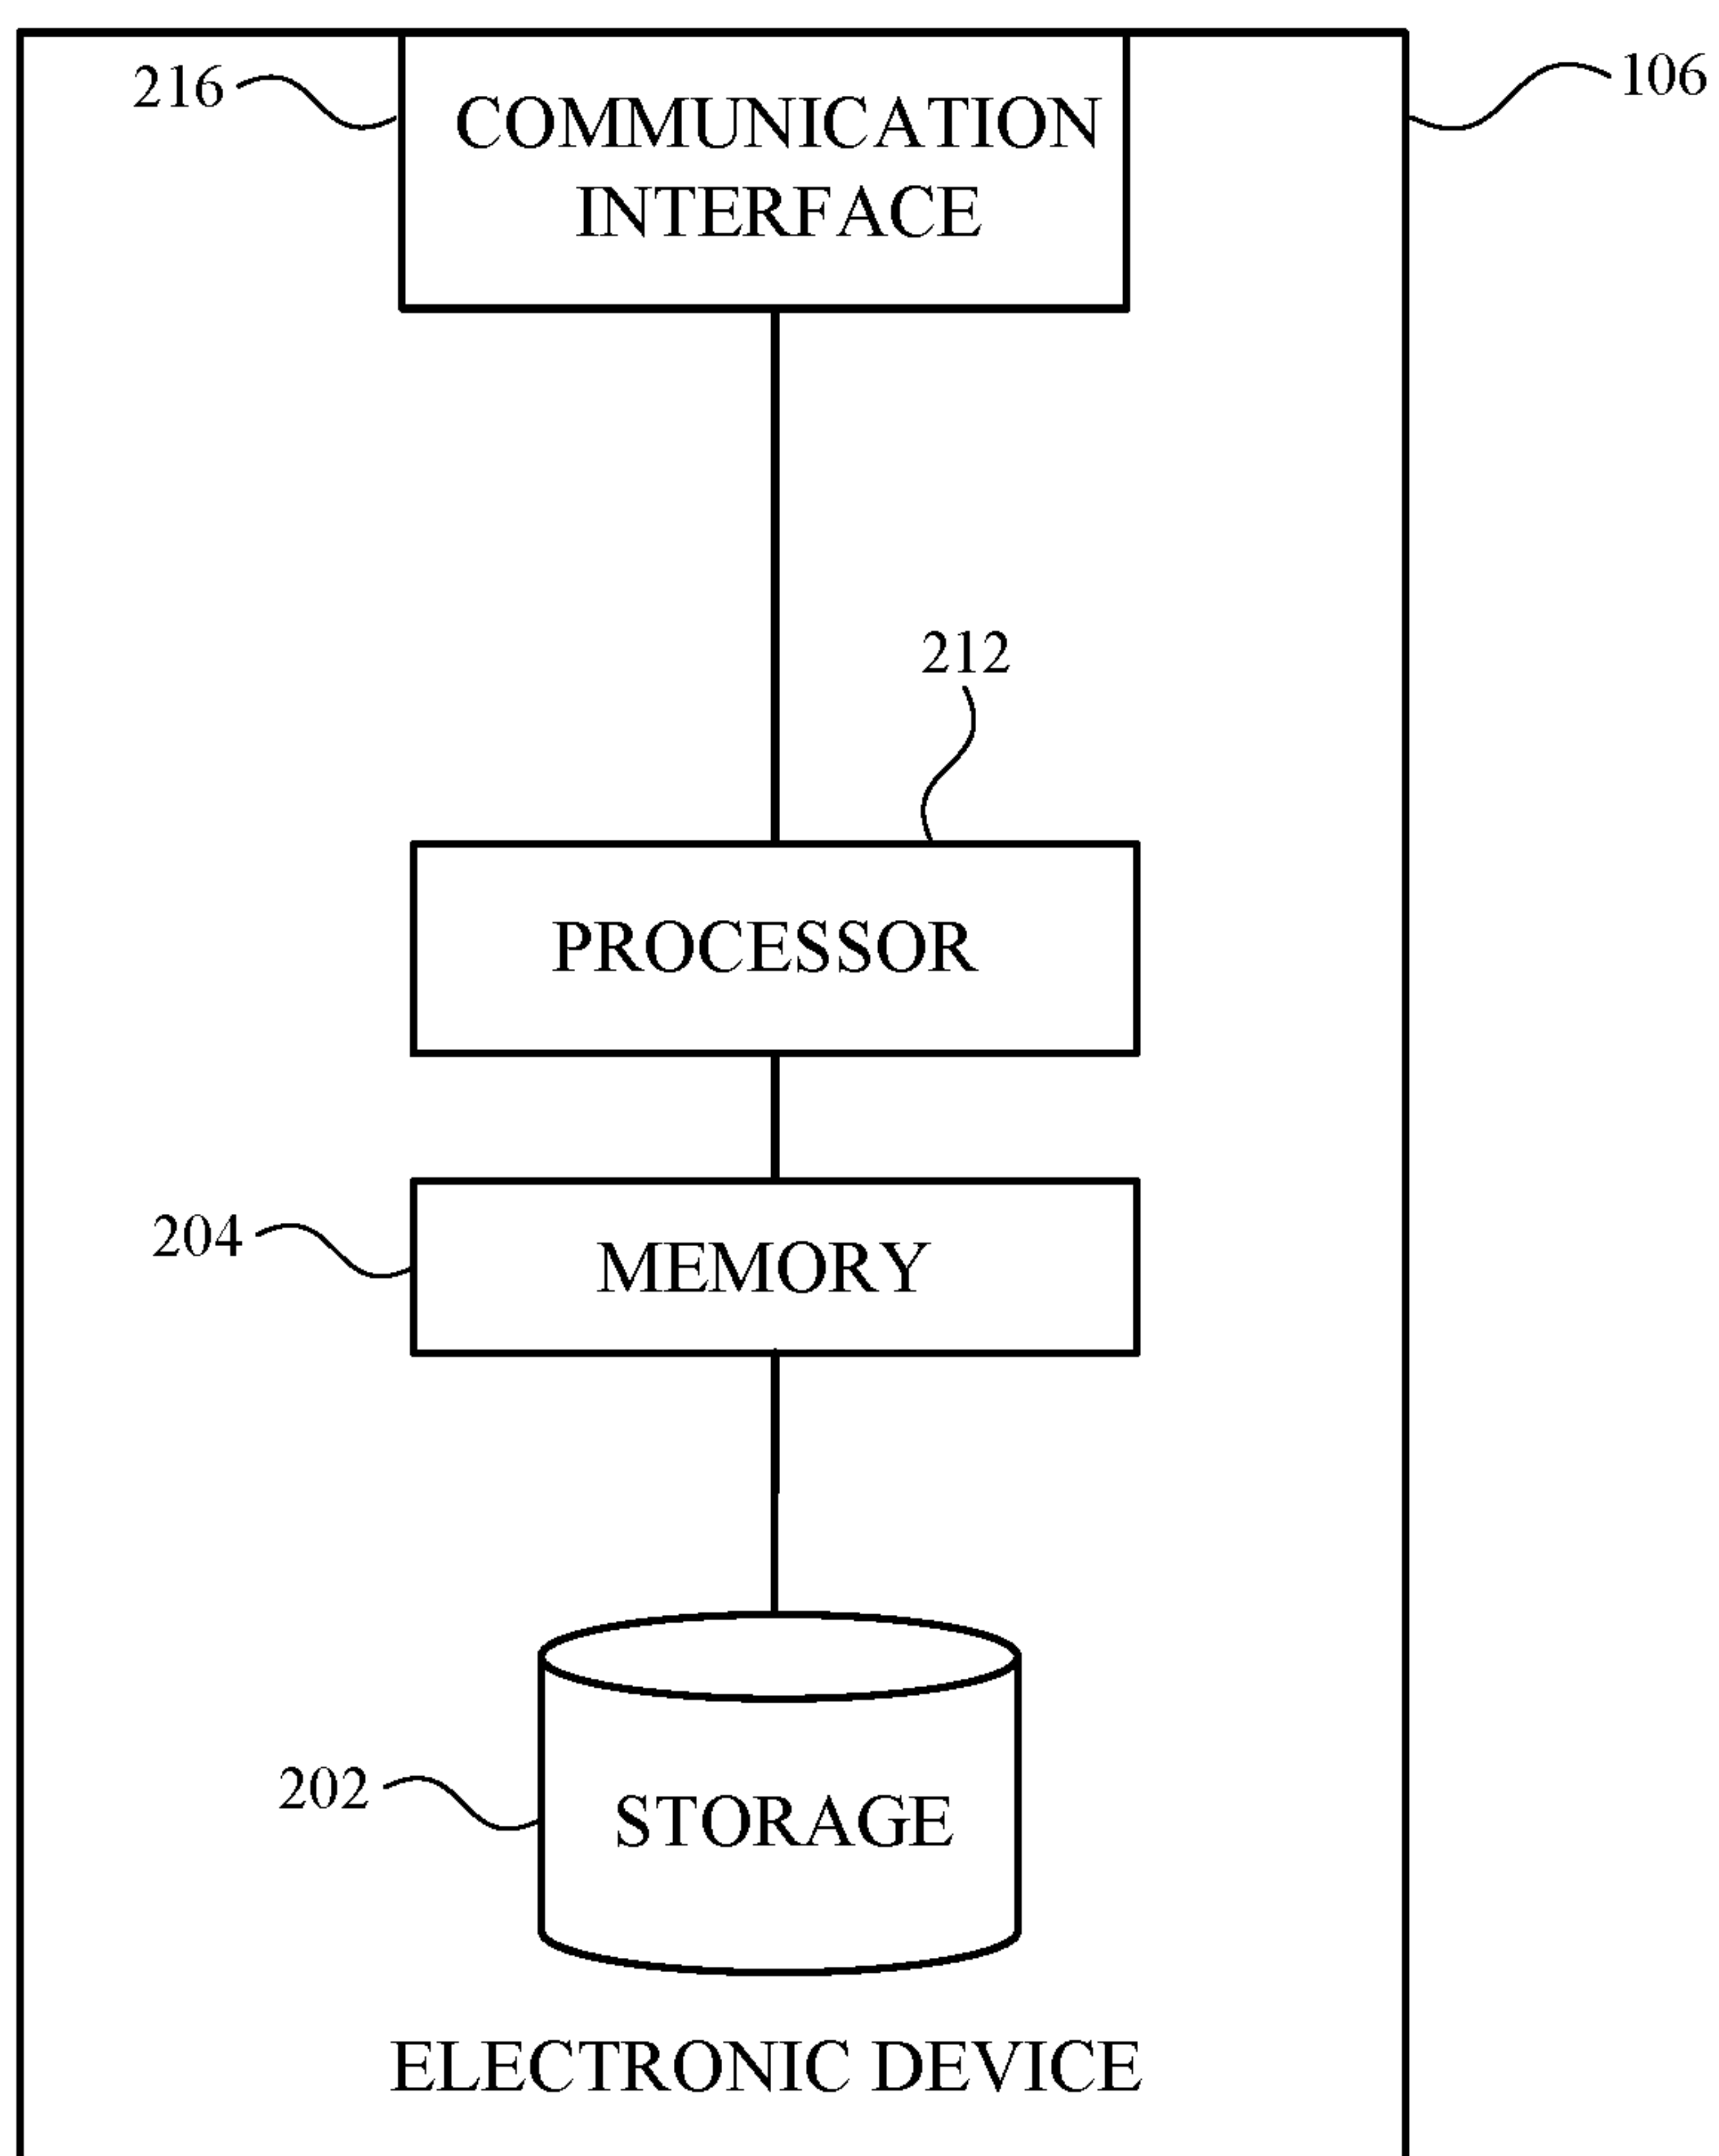 216
106
COMMUNICATION
INTERFACE
212
PROCESSOR
204
MEMORY
202
STORAGE
ELECTRONIC DEVICE